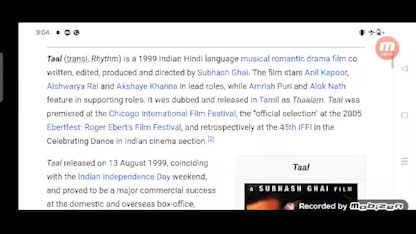 3:04
Taal (transl. Rhythm) is a 1999 Indian Hindi language musical romantic drama film co
written, edited, produced and directed by Subhash Ghai. The film stars Anil Kapoor,
Aishwarya Rai and Akshaye Khanna in lead roles, while Amrish Puri and Alok Nath
feature in supporting roles. It was dubbed and released in Tamil as Thaalam. Taal was
premiered at the Chicago International Film Festival, the "official selection" at the 2005
Ebertfest: Roger Ebert's Film Festival, and retrospectively at the 45th IFFI in the
Celebrating Dance in Indian cinema section.[2]
Taal released on 13 August 1999, coinciding
with the Indian Independence Day weekend,
and proved to be a major commercial success
at the domestic and overseas box-office,
Taal
A SUBHASH GHAI FILM
Recorded by Mobizen